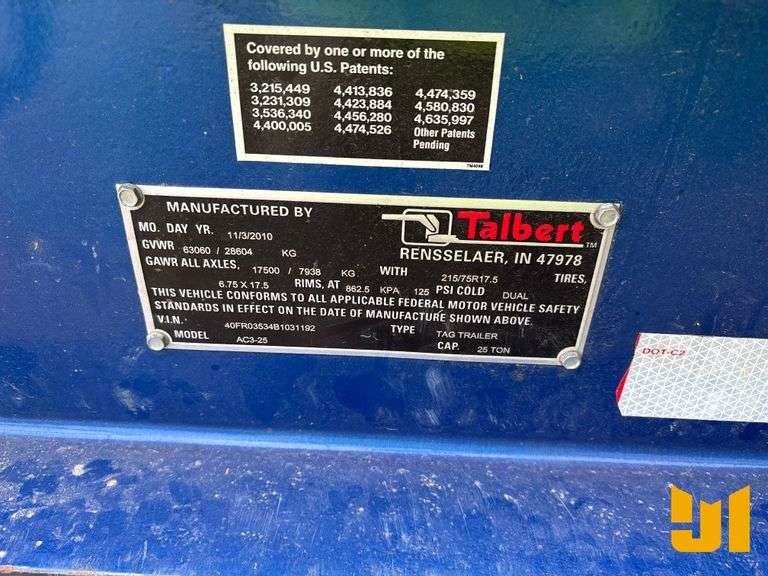 Covered by one or more of the
following U.S. Patents:
3,215,449 4,413,836 4,474,359
3,231,309 4,423,884 4,580,830
3,536,340 4,456,280 4,635,997
4,400,005 4,474,526 Other Patents
Pending
MANUFACTURED BY Talbert TM
MO. DAY YR. 11/3/2010 RENSSELAER, IN 47978
GVWR 63060 / 28604 KG
GAWR ALL AXLES, 17500 / 7938 KG WITH 215/75R17.5 TIRES,
6.75 X 17.5 RIMS, AT 862.5 KPA 125 PSI COLD DUAL
THIS VEHICLE CONFORMS TO ALL APPLICABLE FEDERAL MOTOR VEHICLE SAFETY
STANDARDS IN EFFECT ON THE DATE OF MANUFACTURE SHOWN ABOVE.
V.I.N. 40FR03534B1031192 TYPE TAG TRAILER
MODEL AC3-25 CAP. 25 TON
DOT-C2